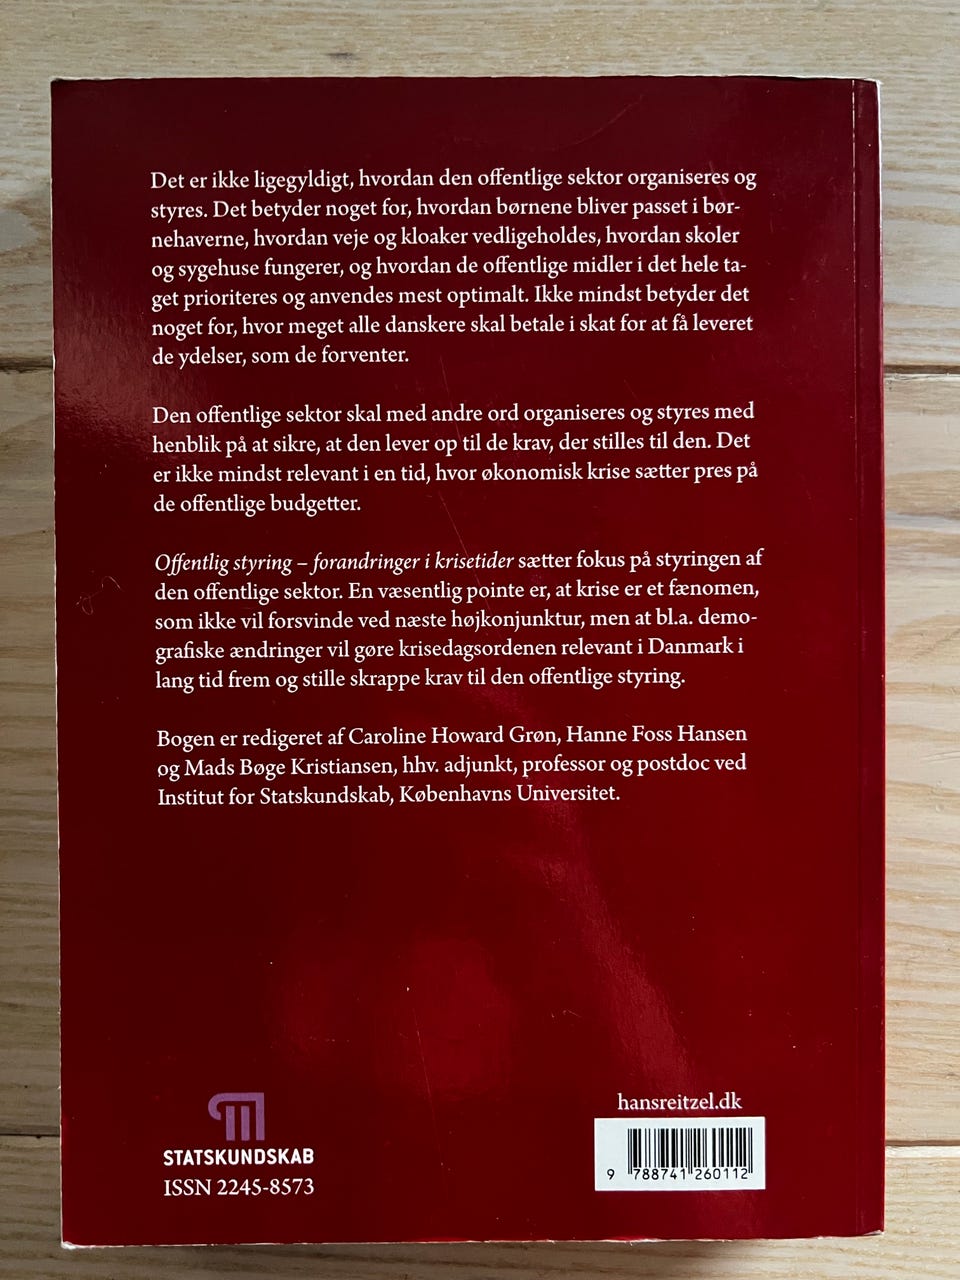 Det er ikke ligegyldigt, hvordan den offentlige sektor organiseres og
styres. Det betyder noget for, hvordan børnene bliver passet i bør-
nehaverne, hvordan veje og kloaker vedligeholdes, hvordan skoler
og sygehuse fungerer, og hvordan de offentlige midler i det hele ta-
get prioriteres og anvendes mest optimalt. Ikke mindst betyder det
noget for, hvor meget alle danskere skal betale i skat for at få leveret
de ydelser, som de forventer.
Den offentlige sektor skal med andre ord organiseres og styres med
henblik på at sikre, at den lever op til de krav, der stilles til den. Det
er ikke mindst relevant i en tid, hvor økonomisk krise sætter pres på
de offentlige budgetter.
Offentlig styring – forandringer i krisetider sætter fokus på styringen af
den offentlige sektor. En væsentlig pointe er, at krise er et fænomen,
som ikke vil forsvinde ved næste højkonjunktur, men at bl.a. demo-
grafiske ændringer vil gøre krisedagsordenen relevant i Danmark i
lang tid frem og stille skrappe krav til den offentlige styring.
Bogen er redigeret af Caroline Howard Grøn, Hanne Foss Hansen
og Mads Bøge Kristiansen, hhv. adjunkt, professor og postdoc ved
Institut for Statskundskab, Københavns Universitet.
STATSKUNDSKAB
ISSN 2245-8573
hansreitzel.dk
9 788741 260112